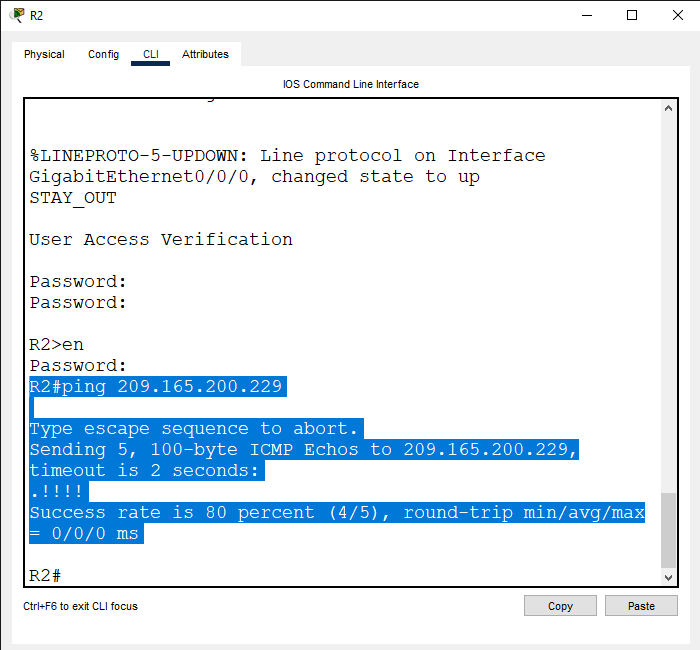 R2
Physical Config CLI Attributes
IOS Command Line Interface
%LINEPROTO-5-UPDOWN: Line protocol on Interface
GigabitEthernet0/0/0, changed state to up
STAY_OUT
User Access Verification
Password:
Password:
R2>en
Password:
R2#ping 209.165.200.229
Type escape sequence to abort.
Sending 5, 100-byte ICMP Echos to 209.165.200.229,
timeout is 2 seconds:
.!!!!
Success rate is 80 percent (4/5), round-trip min/avg/max
= 0/0/0 ms
R2#
Ctrl+F6 to exit CLI focus Copy Paste